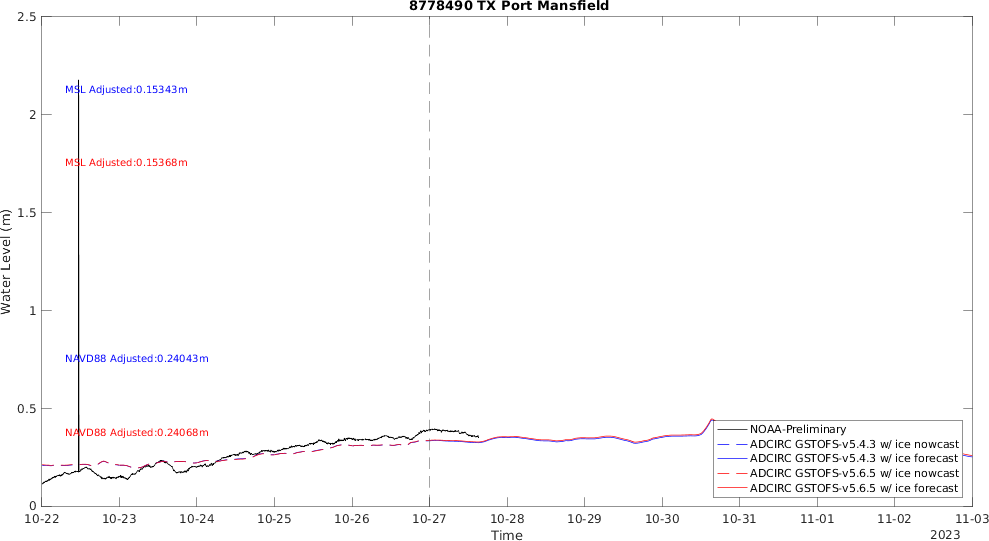 8778490 TX Port Mansfield
2.5
2
1.5
1
0.5
0
Water Level (m)
MSL Adjusted:0.15343m
MSL Adjusted:0.15368m
NAVD88 Adjusted:0.24043m
NAVD88 Adjusted:0.24068m
NOAA-Preliminary
ADCIRC GSTOFS-v5.4.3 w/ ice nowcast
ADCIRC GSTOFS-v5.4.3 w/ ice forecast
ADCIRC GSTOFS-v5.6.5 w/ ice nowcast
ADCIRC GSTOFS-v5.6.5 w/ ice forecast
10-22 10-23 10-24 10-25 10-26 10-27 10-28 10-29 10-30 10-31 11-01 11-02 11-03
Time
2023